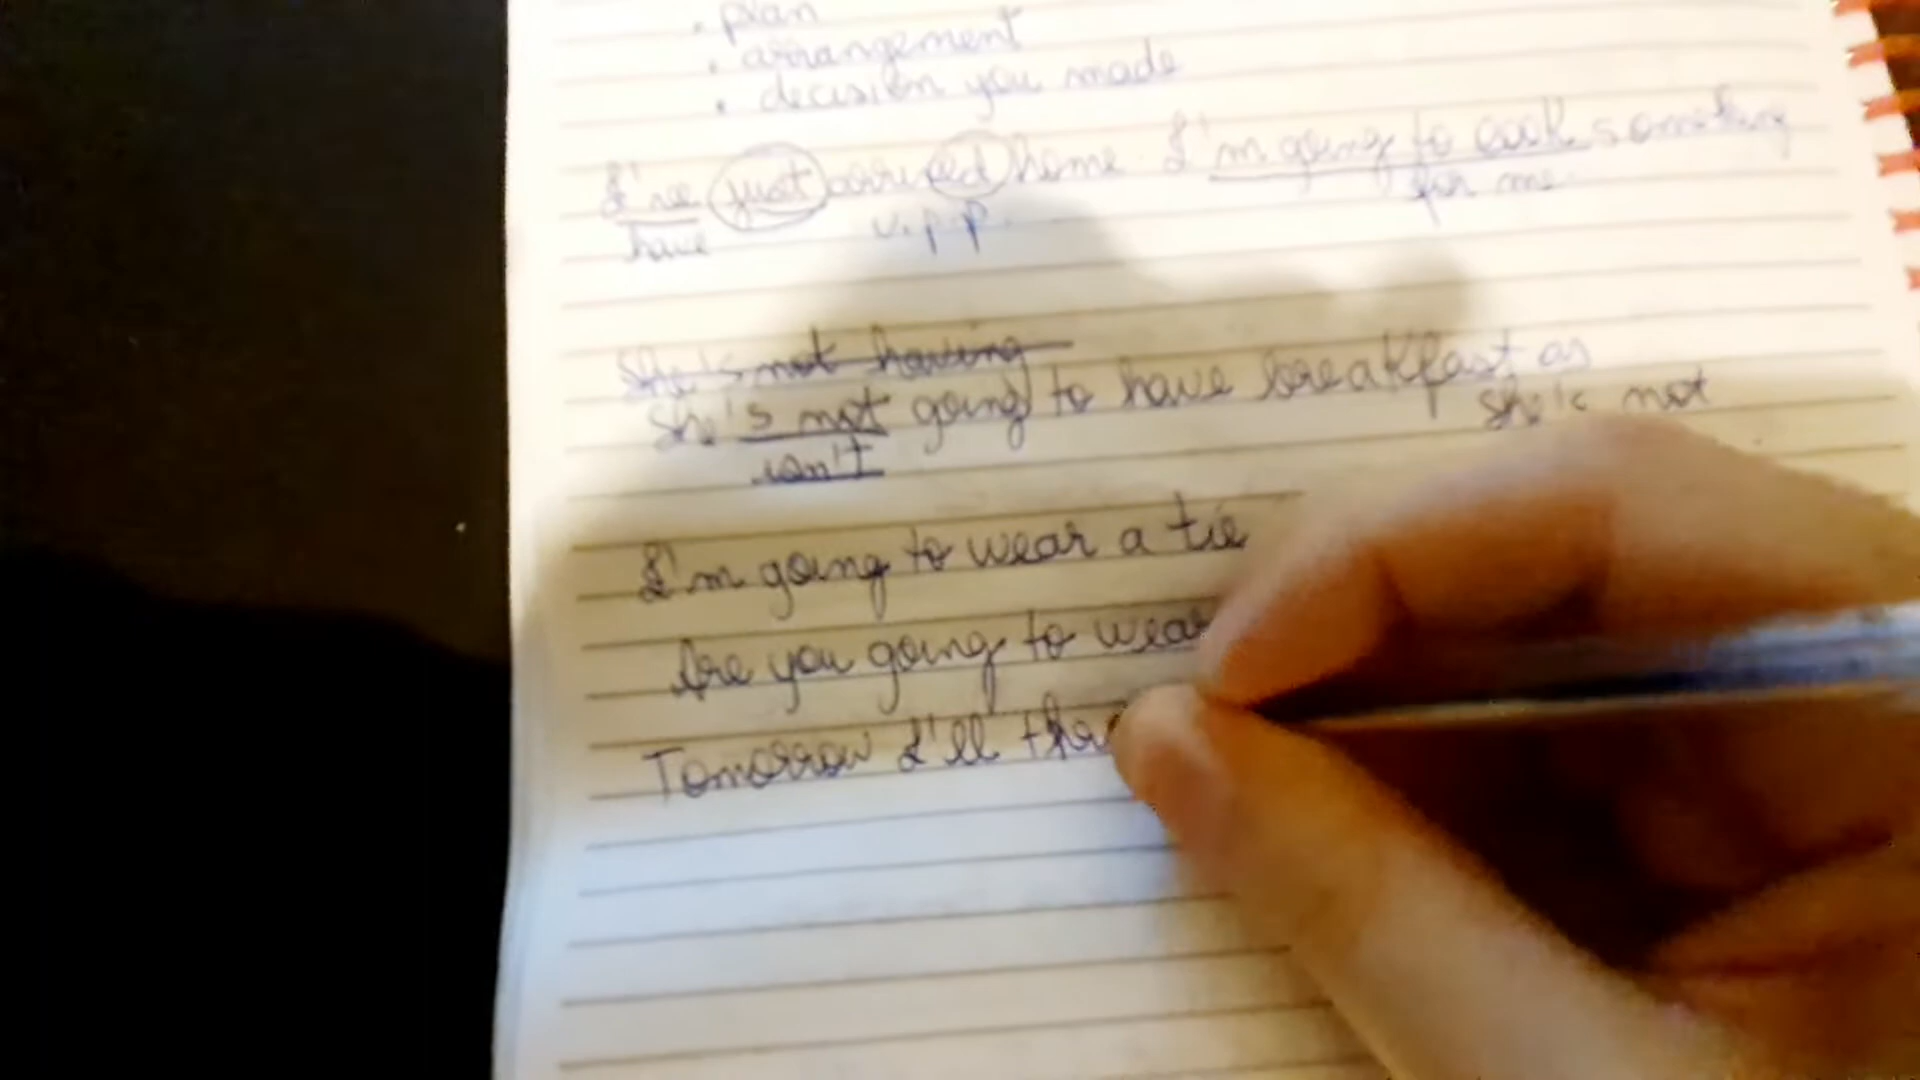 . plan
. arrangement
. decision you made
I've just arrived home. I'm going to cook something
for me.
have
v.p.p.
She's not having
She's not going to have breakfast as
she's not
isn't
I'm going to wear a tie
Are you going to wear
Tomorrow I'll